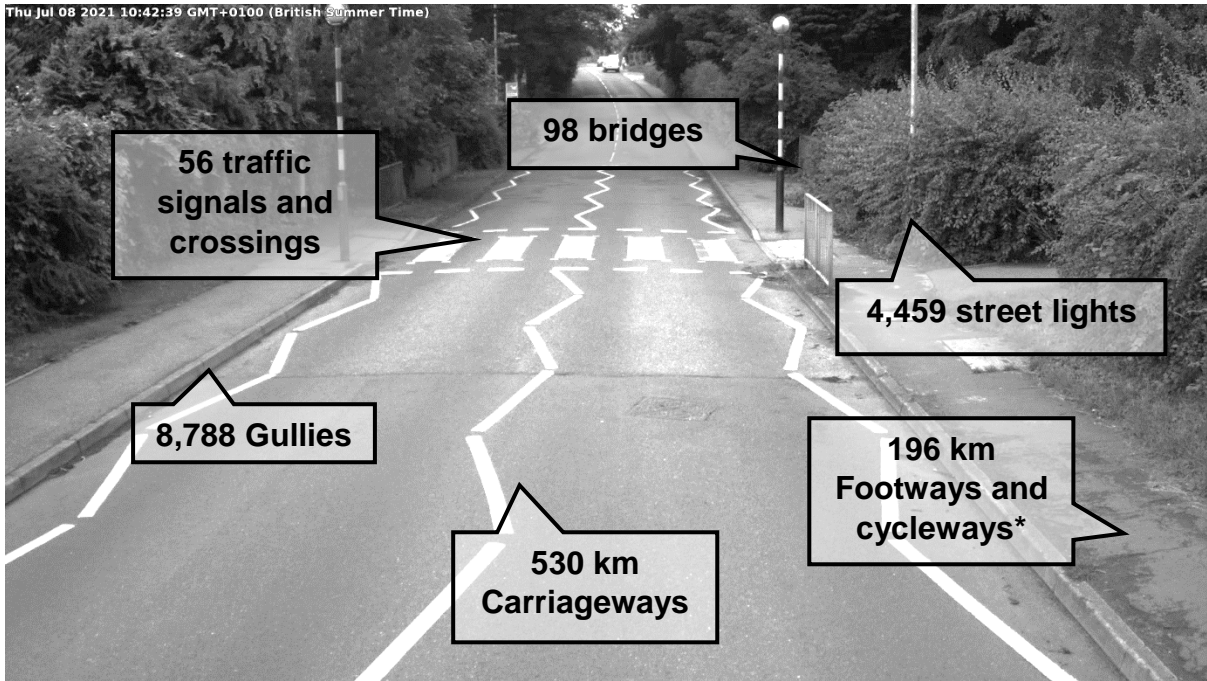 Thu Jul 08 2021 10:42:39 GMT+0100 (British Summer Time)
98 bridges
56 traffic
signals and
crossings
4,459 street lights
8,788 Gullies
196 km
Footways and
cycleways*
530 km
Carriageways